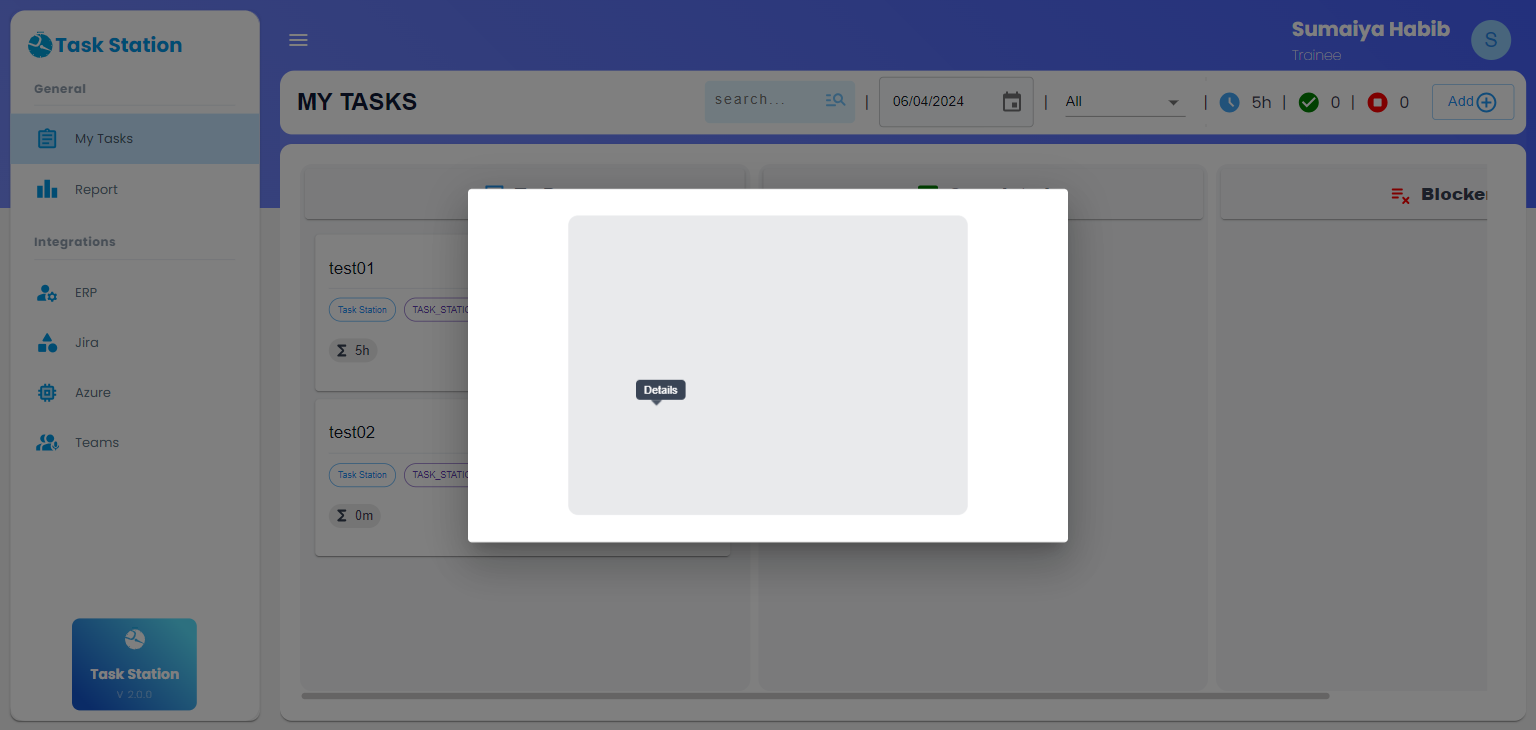 Task Station
General
My Tasks
Report
Integrations
ERP
Jira
Azure
Teams
Task Station
V 2.0.0
Sumaiya Habib
Trainee
S
MY TASKS
search...
|
06/04/2024
|
All
| 5h | 0 | 0
Add
Blocker
test01
Task Station
TASK_STATIO
5h
test02
Task Station
TASK_STATIO
0m
Details